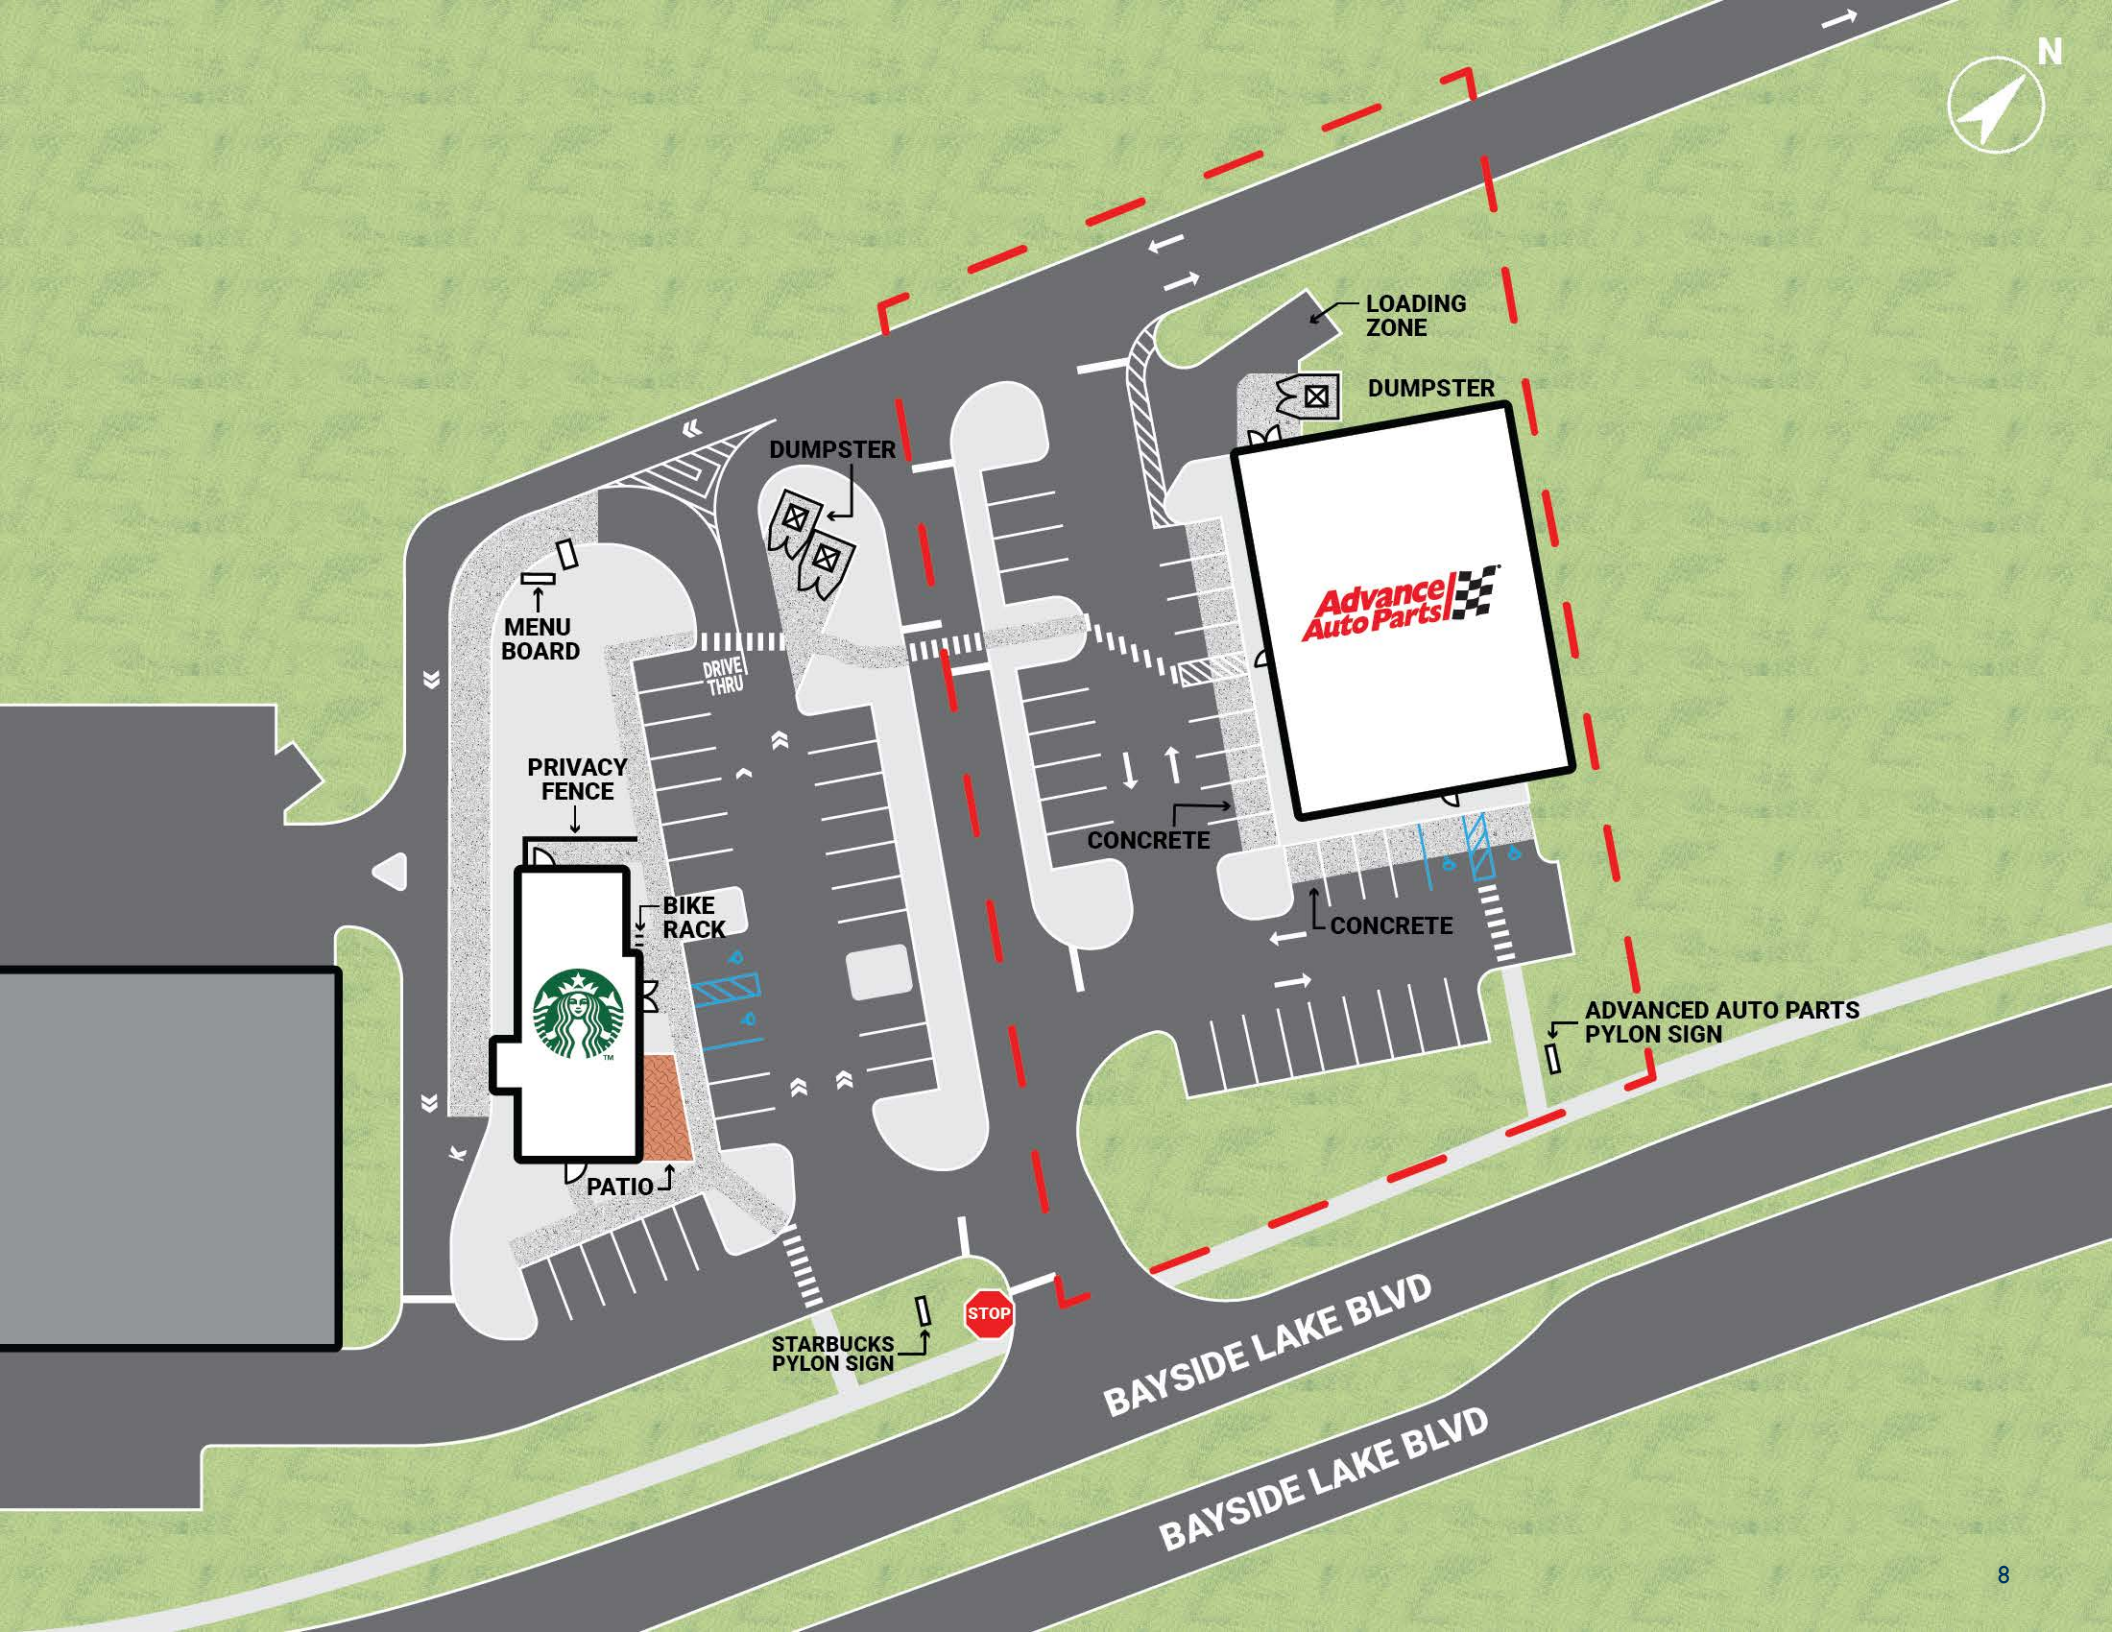 N
LOADING
ZONE
DUMPSTER
DUMPSTER
MENU
BOARD
DRIVE
THRU
Advance
Auto Parts
PRIVACY
FENCE
CONCRETE
BIKE
RACK
CONCRETE
TM
ADVANCED AUTO PARTS
PYLON SIGN
PATIO
STOP
STARBUCKS
PYLON SIGN
BAYSIDE LAKE BLVD
BAYSIDE LAKE BLVD
8